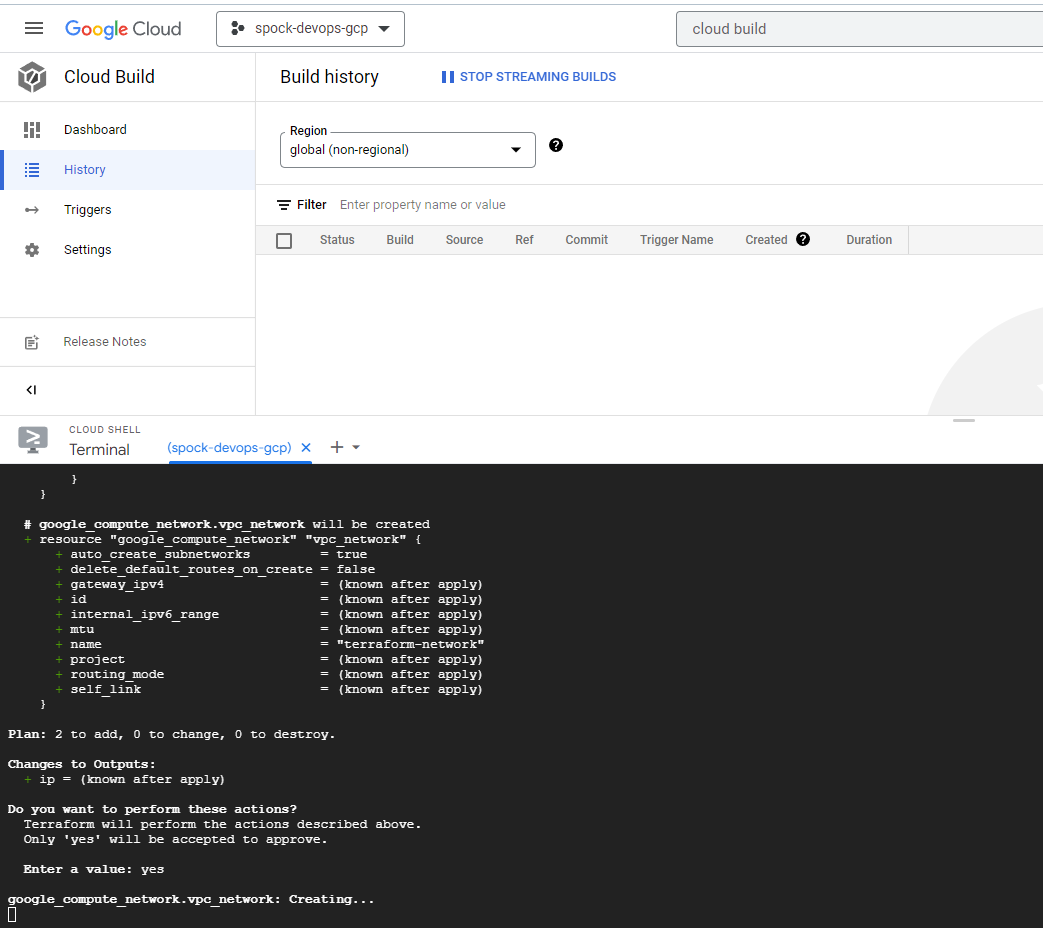 Google Cloud
spock-devops-gcp
cloud build
Cloud Build
Build history
STOP STREAMING BUILDS
Dashboard
History
Triggers
Settings
Release Notes
Region
global (non-regional)
Filter Enter property name or value
Status Build Source Ref Commit Trigger Name Created Duration
CLOUD SHELL
Terminal
(spock-devops-gcp)
}
}
# google_compute_network.vpc_network will be created
+ resource "google_compute_network" "vpc_network" {
+ auto_create_subnetworks = true
+ delete_default_routes_on_create = false
+ gateway_ipv4 = (known after apply)
+ id = (known after apply)
+ internal_ipv6_range = (known after apply)
+ mtu = (known after apply)
+ name = "terraform-network"
+ project = (known after apply)
+ routing_mode = (known after apply)
+ self_link = (known after apply)
}
Plan: 2 to add, 0 to change, 0 to destroy.
Changes to Outputs:
+ ip = (known after apply)
Do you want to perform these actions?
Terraform will perform the actions described above.
Only 'yes' will be accepted to approve.
Enter a value: yes
google_compute_network.vpc_network: Creating...